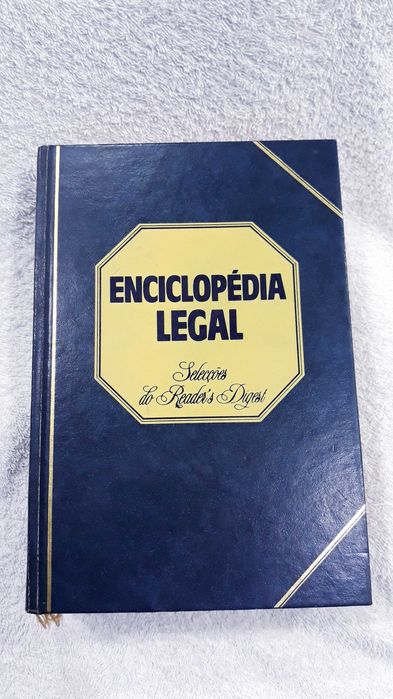 ENCICLOPÉDIA
LEGAL
Selecções
do Reader's Digest